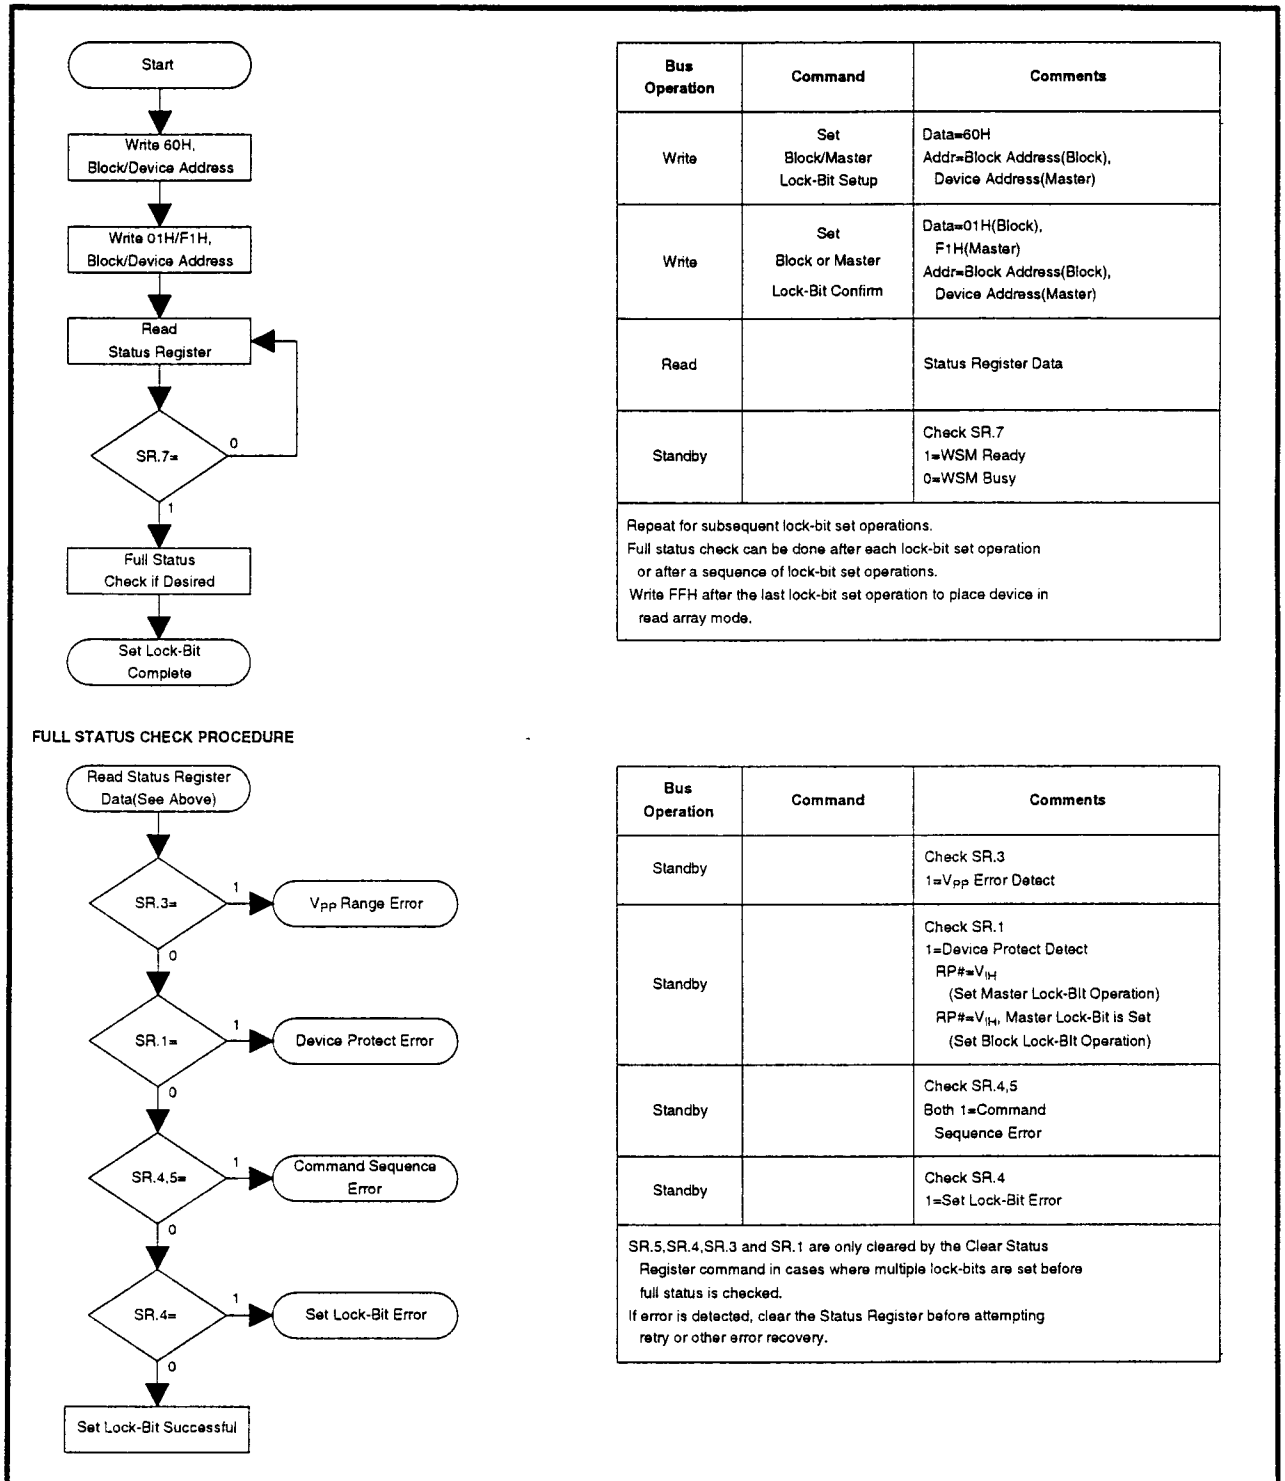 Start
Write 60H,
Block/Device Address
Write 01H/F1H,
Block/Device Address
Read
Status Register
SR.7=
0
1
Full Status
Check if Desired
Set Lock-Bit
Complete
Bus
Operation
Command
Comments
Write
Set
Block/Master
Lock-Bit Setup
Data=60H
Addr=Block Address(Block),
Device Address(Master)
Write
Set
Block or Master
Lock-Bit Confirm
Data=01H(Block),
F1H(Master)
Addr=Block Address(Block),
Device Address(Master)
Read
Status Register Data
Standby
Check SR.7
1=WSM Ready
0=WSM Busy
Repeat for subsequent lock-bit set operations.
Full status check can be done after each lock-bit set operation
or after a sequence of lock-bit set operations.
Write FFH after the last lock-bit set operation to place device in
read array mode.
FULL STATUS CHECK PROCEDURE
Read Status Register
Data(See Above)
SR.3=
1
VPP Range Error
0
SR.1=
1
Device Protect Error
0
SR.4,5=
1
Command Sequence
Error
0
SR.4=
1
Set Lock-Bit Error
0
Set Lock-Bit Successful
Bus
Operation
Command
Comments
Standby
Check SR.3
1=VPP Error Detect
Standby
Check SR.1
1=Device Protect Detect
RP#=VIH
(Set Master Lock-Bit Operation)
RP#=VIH, Master Lock-Bit is Set
(Set Block Lock-Bit Operation)
Standby
Check SR.4,5
Both 1=Command
Sequence Error
Standby
Check SR.4
1=Set Lock-Bit Error
SR.5,SR.4,SR.3 and SR.1 are only cleared by the Clear Status
Register command in cases where multiple lock-bits are set before
full status is checked.
If error is detected, clear the Status Register before attempting
retry or other error recovery.